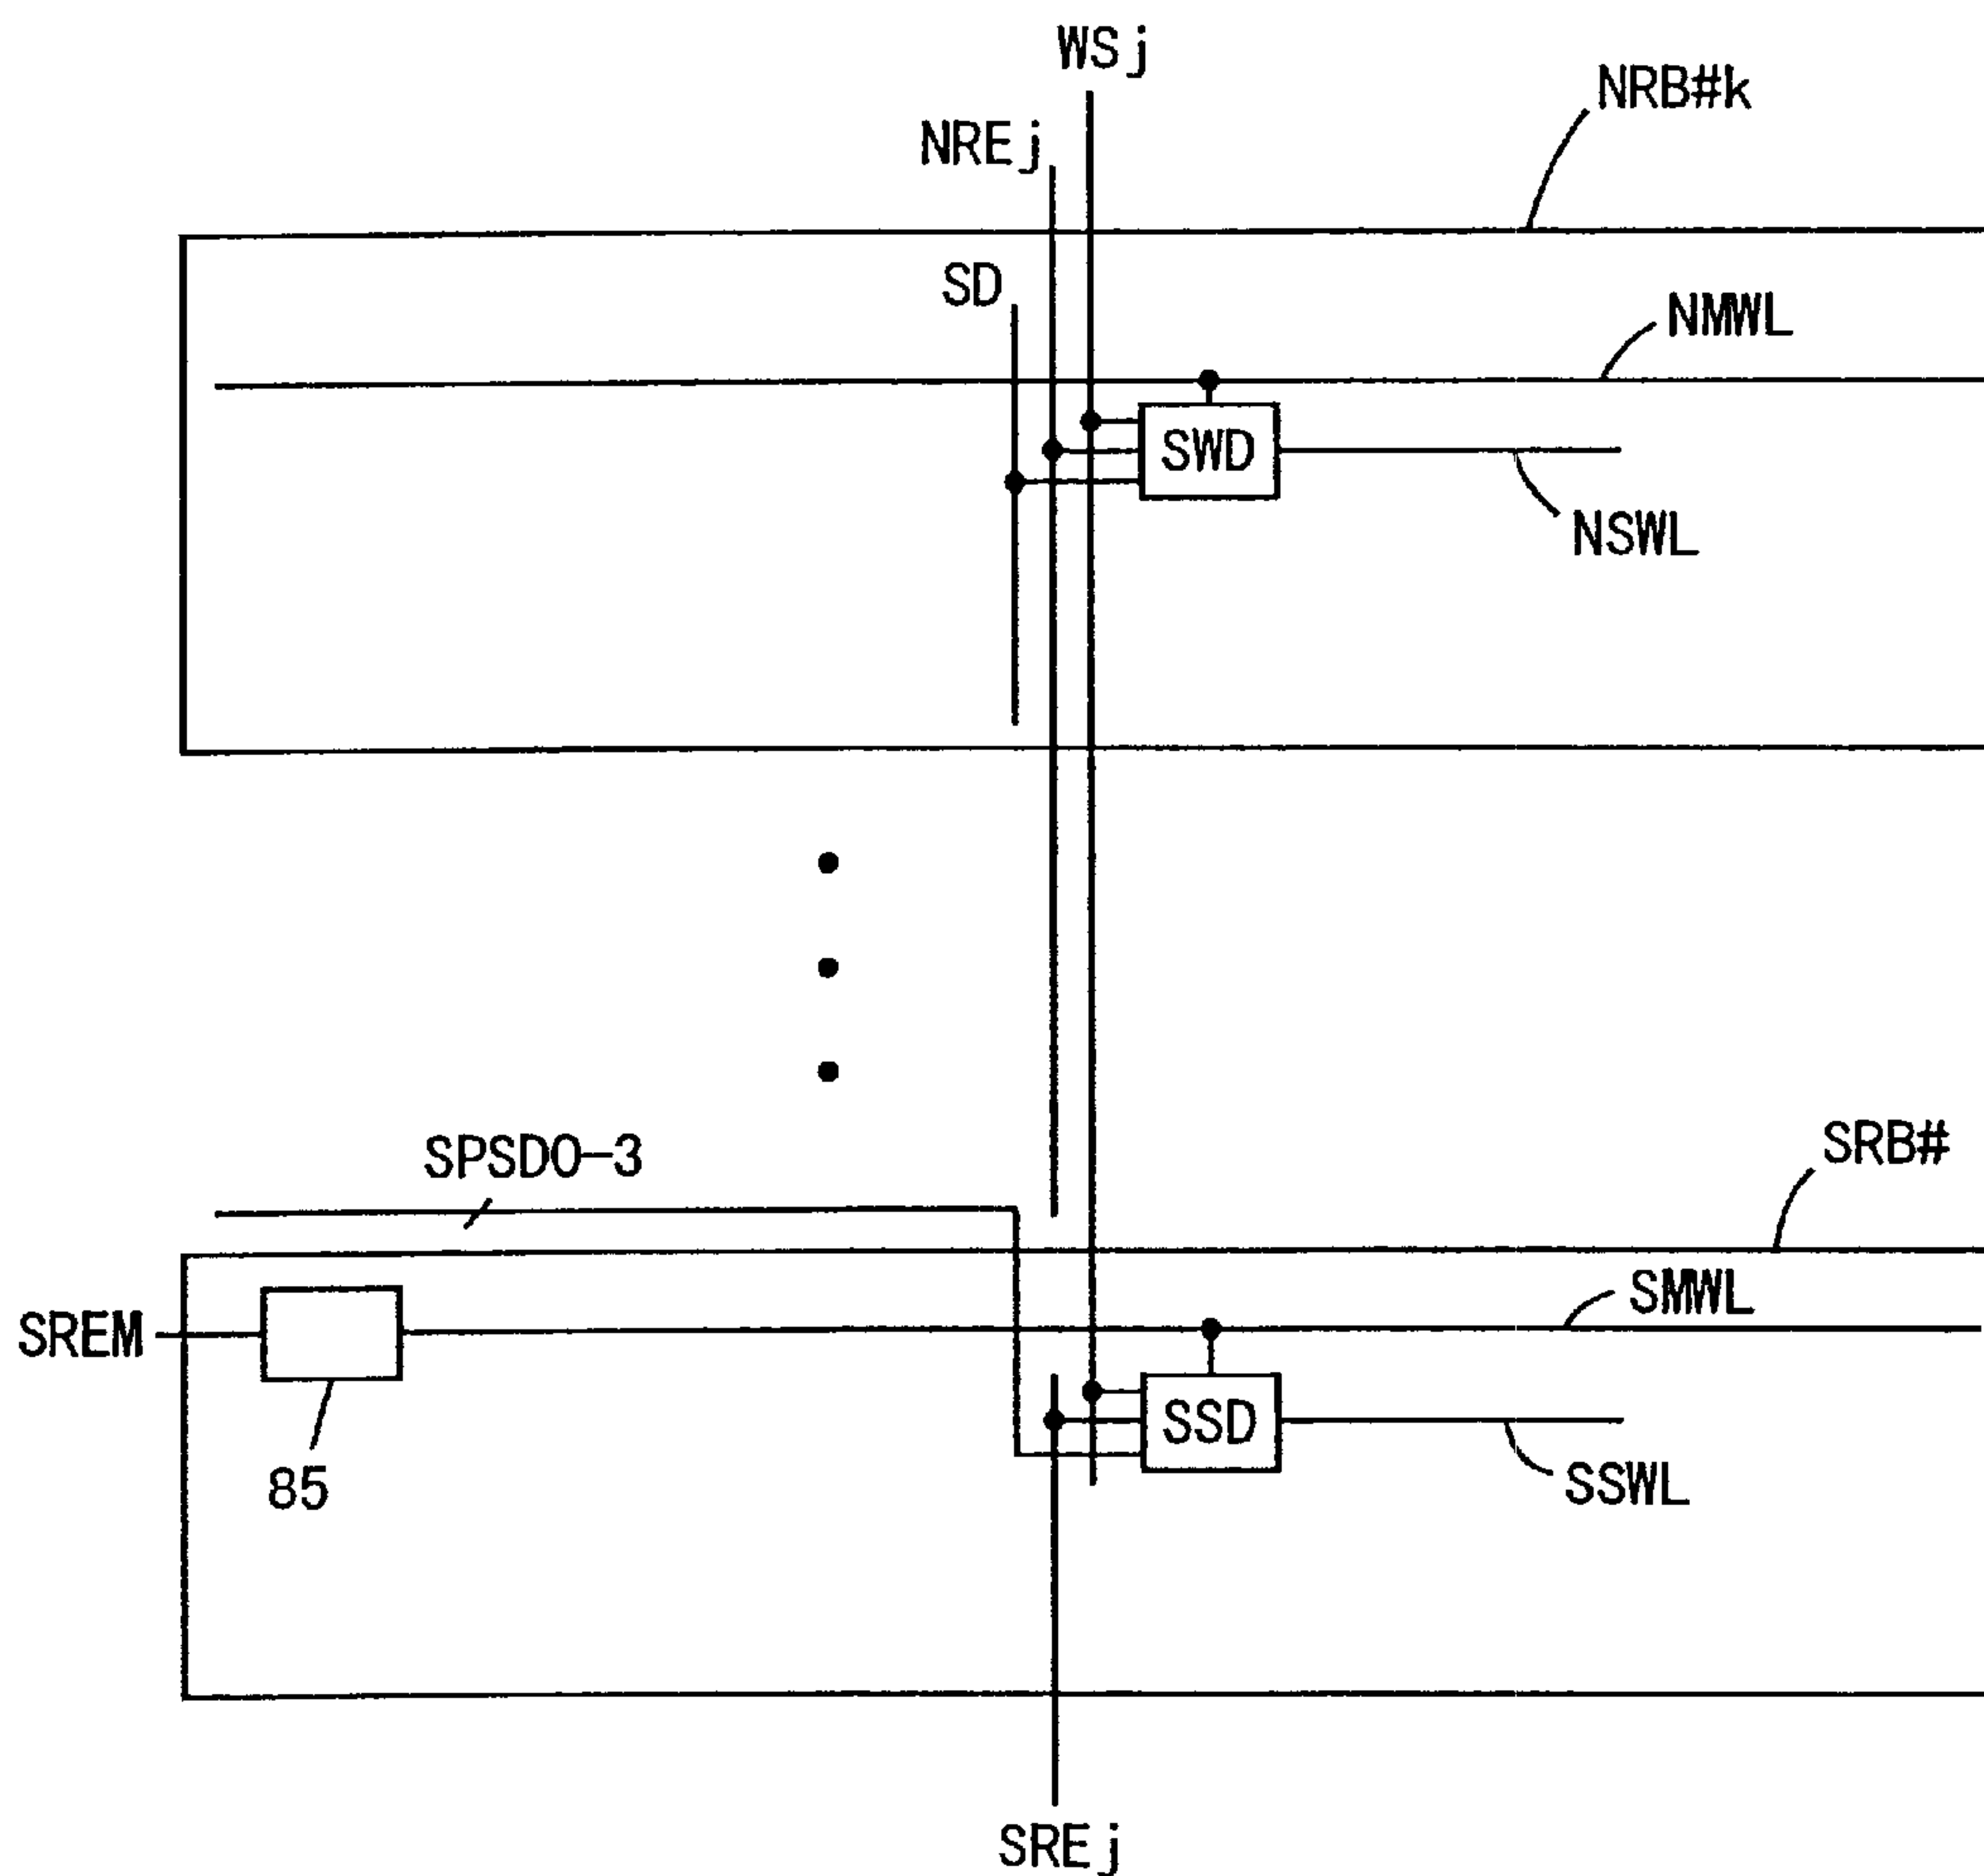 WSj
NRB#k
NREj
SD
NMWL
SWD
NSWL
SPSD0-3
SRB#
SMWL
SREM
SSD
85
SSWL
SREj